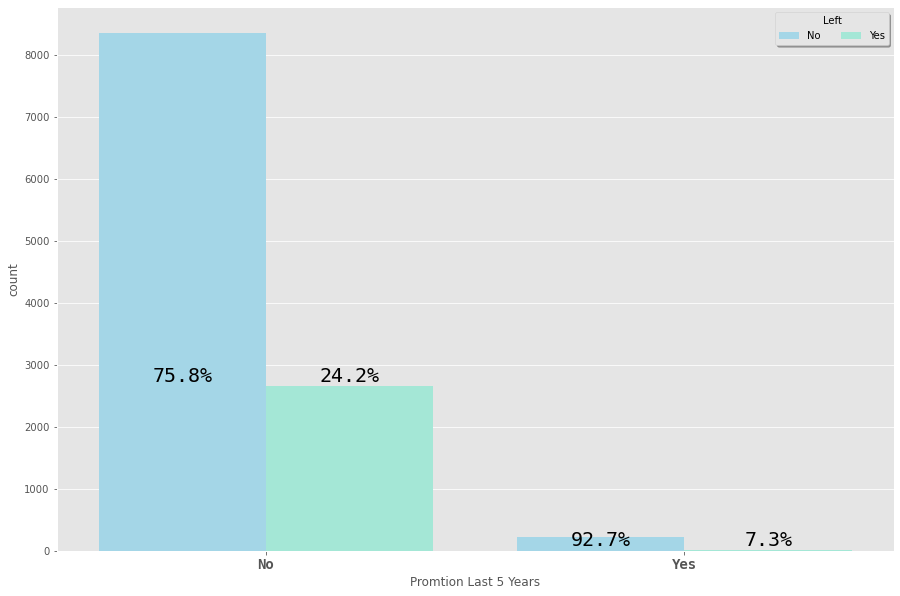 Left
No Yes
8000
7000
6000
5000
4000
3000
2000
1000
0
count
75.8% 24.2%
92.7% 7.3%
No Yes
Promtion Last 5 Years